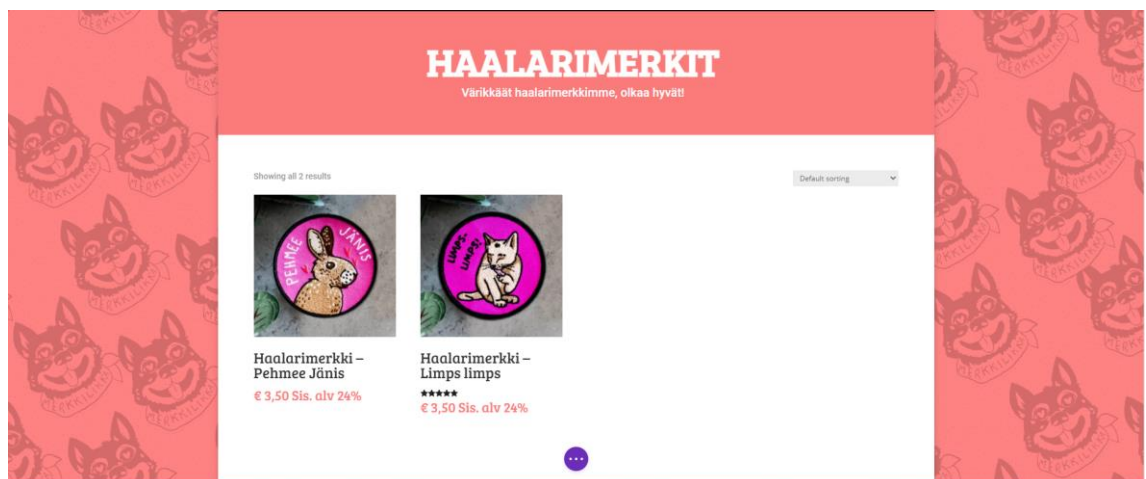 HAALARIMERKIT
Värikkäät haalarimerkkimme, olkaa hyvät!
Showing all 2 results
Default sorting
PEHMEE JÄNIS
LIMPS-
LIMPS!
Haalarimerkki –
Pehmee Jänis
€ 3,50 Sis. alv 24%
Haalarimerkki –
Limps limps
€ 3,50 Sis. alv 24%
MERKKILIIKE